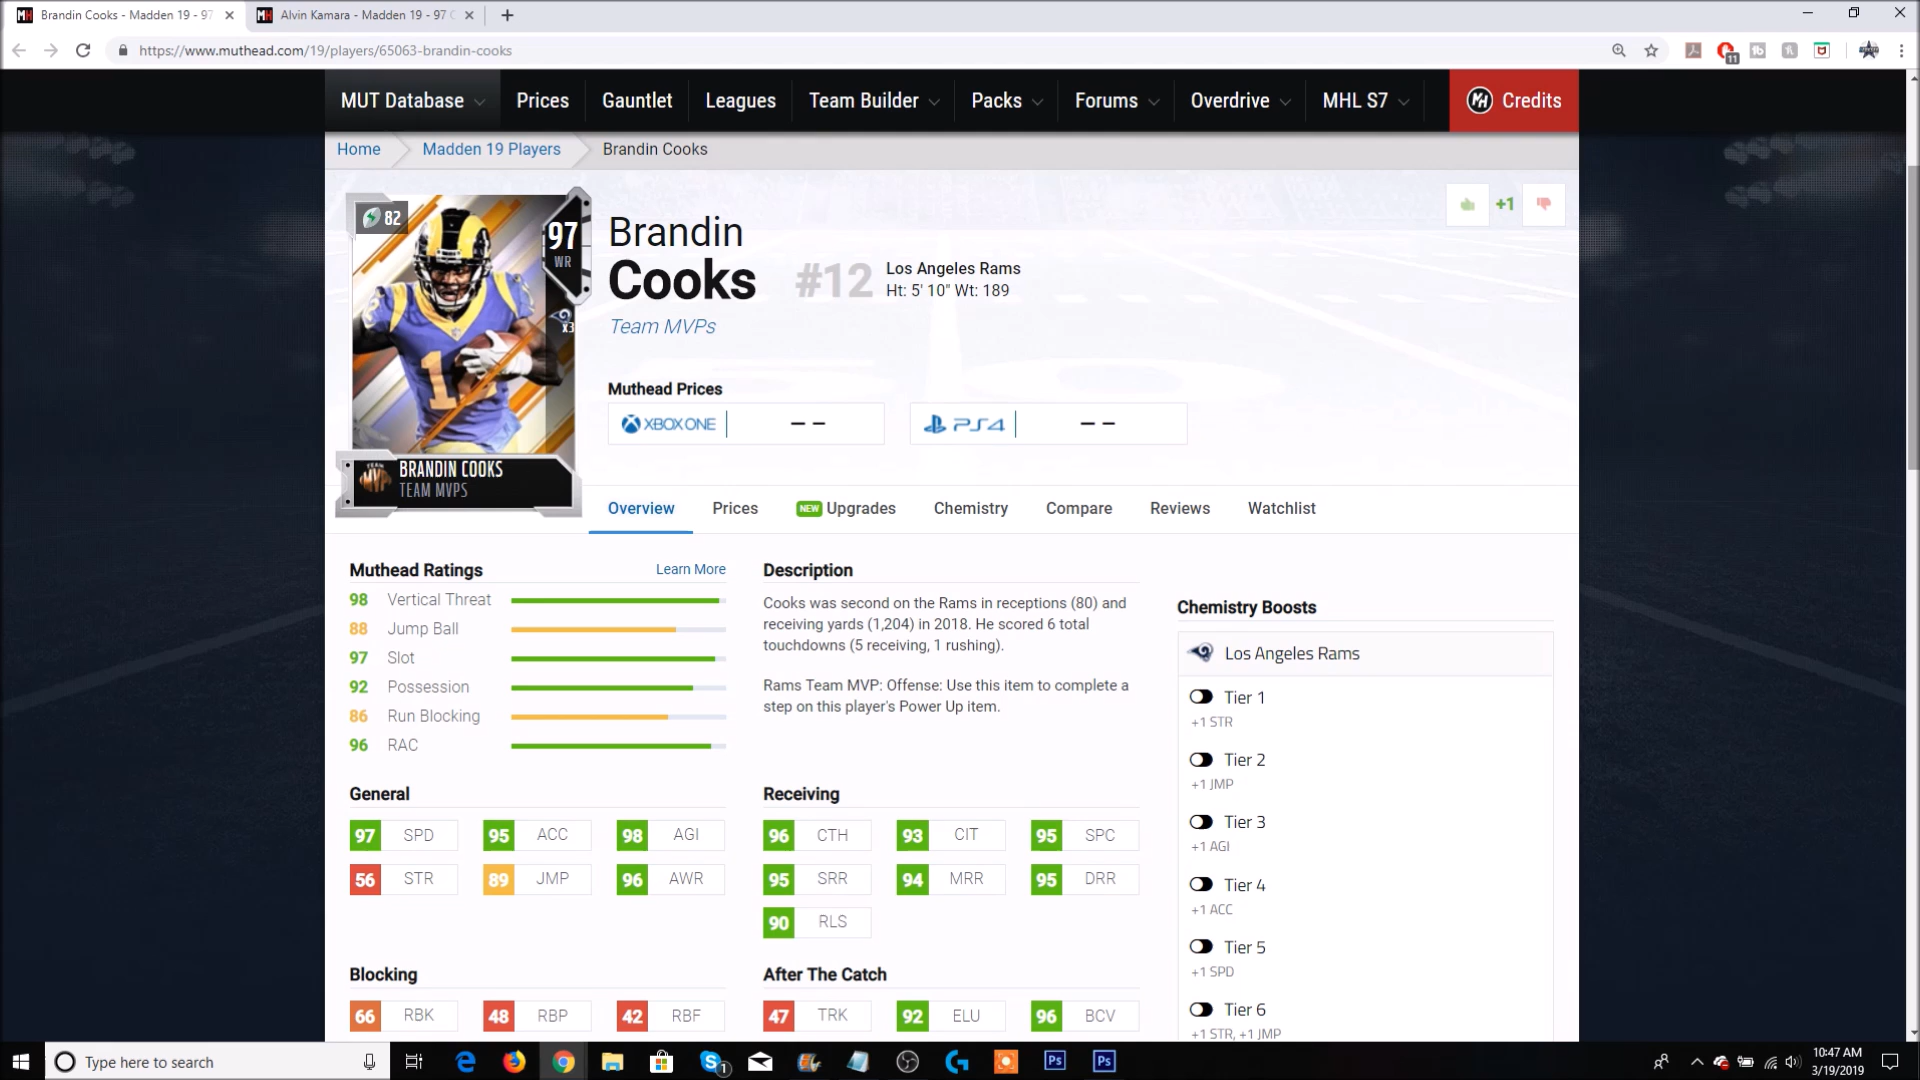 Brandin Cooks - Madden 19 - 97
Alvin Kamara - Madden 19 - 97 C
https://www.muthead.com/19/players/65063-brandin-cooks
11
MUT Database
Prices
Gauntlet
Leagues
Team Builder
Packs
Forums
Overdrive
MHL S7
Credits
Home
Madden 19 Players
Brandin Cooks
82
97
WR
x3
12
BRANDIN COOKS
TEAM MVPS
TEAM
MVP
Brandin
Cooks
#12
Los Angeles Rams
Ht: 5' 10" Wt: 189
Team MVPs
+1
Muthead Prices
XBOX ONE
– –
PS4
– –
Overview
Prices
NEW Upgrades
Chemistry
Compare
Reviews
Watchlist
Muthead Ratings
Learn More
98 Vertical Threat
88 Jump Ball
97 Slot
92 Possession
86 Run Blocking
96 RAC
Description
Cooks was second on the Rams in receptions (80) and
receiving yards (1,204) in 2018. He scored 6 total
touchdowns (5 receiving, 1 rushing).
Rams Team MVP: Offense: Use this item to complete a
step on this player's Power Up item.
General
97 SPD 95 ACC 98 AGI
56 STR 89 JMP 96 AWR
Receiving
96 CTH 93 CIT 95 SPC
95 SRR 94 MRR 95 DRR
90 RLS
Blocking
66 RBK 48 RBP 42 RBF
After The Catch
47 TRK 92 ELU 96 BCV
Chemistry Boosts
Los Angeles Rams
Tier 1
+1 STR
Tier 2
+1 JMP
Tier 3
+1 AGI
Tier 4
+1 ACC
Tier 5
+1 SPD
Tier 6
+1 STR, +1 JMP
Type here to search
1
Ps
Ps
10:47 AM
3/19/2019